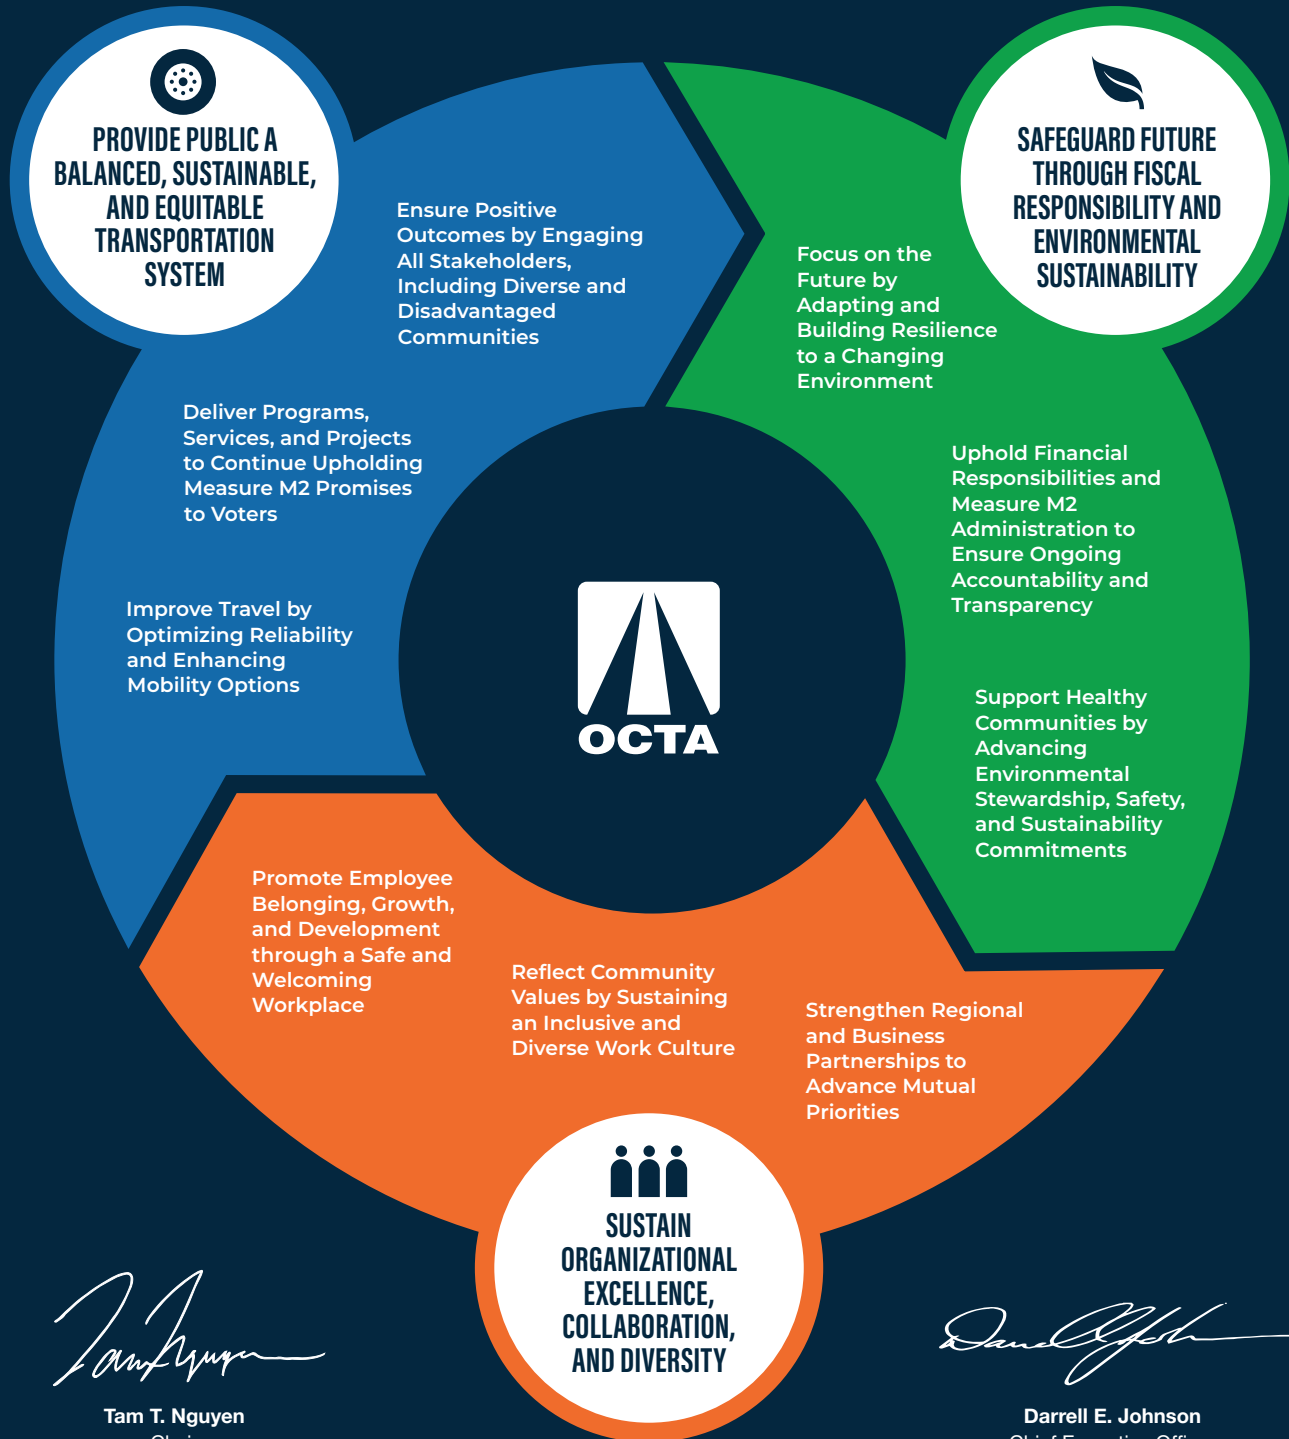 PROVIDE PUBLIC A
BALANCED, SUSTAINABLE,
AND EQUITABLE
TRANSPORTATION
SYSTEM
SAFEGUARD FUTURE
THROUGH FISCAL
RESPONSIBILITY AND
ENVIRONMENTAL
SUSTAINABILITY
Ensure Positive
Outcomes by Engaging
All Stakeholders,
Including Diverse and
Disadvantaged
Communities
Focus on the
Future by
Adapting and
Building Resilience
to a Changing
Environment
Deliver Programs,
Services, and Projects
to Continue Upholding
Measure M2 Promises
to Voters
Uphold Financial
Responsibilities and
Measure M2
Administration to
Ensure Ongoing
Accountability and
Transparency
Improve Travel by
Optimizing Reliability
and Enhancing
Mobility Options
OCTA
Support Healthy
Communities by
Advancing
Environmental
Stewardship, Safety,
and Sustainability
Commitments
Promote Employee
Belonging, Growth,
and Development
through a Safe and
Welcoming
Workplace
Reflect Community
Values by Sustaining
an Inclusive and
Diverse Work Culture
Strengthen Regional
and Business
Partnerships to
Advance Mutual
Priorities
SUSTAIN
ORGANIZATIONAL
EXCELLENCE,
COLLABORATION,
AND DIVERSITY
Tam T. Nguyen
Darrell E. Johnson